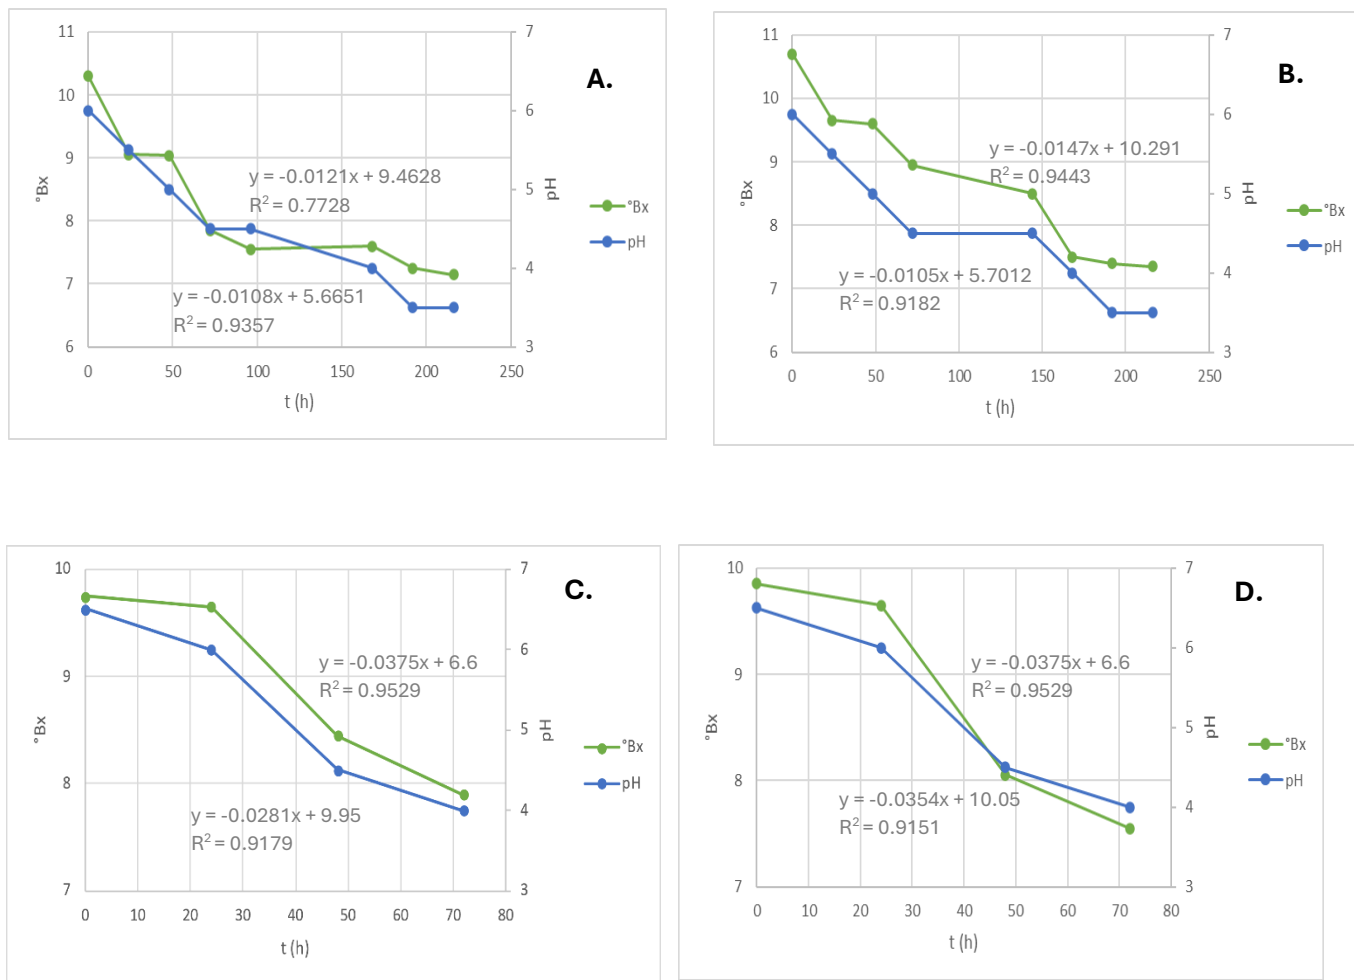 A.
11
10
9
8
7
6
7
6
5
4
3
0
50
100
150
200
250
°Bx
pH
t (h)
y = -0.0121x + 9.4628
R² = 0.7728
y = -0.0108x + 5.6651
R² = 0.9357
°Bx
pH
B.
11
10
9
8
7
6
7
6
5
4
3
0
50
100
150
200
250
°Bx
pH
t (h)
y = -0.0147x + 10.291
R² = 0.9443
y = -0.0105x + 5.7012
R² = 0.9182
°Bx
pH
C.
10
9
8
7
7
6
5
4
3
0
10
20
30
40
50
60
70
80
°Bx
pH
t (h)
y = -0.0375x + 6.6
R² = 0.9529
y = -0.0281x + 9.95
R² = 0.9179
°Bx
pH
D.
10
9
8
7
7
6
5
4
3
0
10
20
30
40
50
60
70
80
°Bx
pH
t (h)
y = -0.0375x + 6.6
R² = 0.9529
y = -0.0354x + 10.05
R² = 0.9151
°Bx
pH